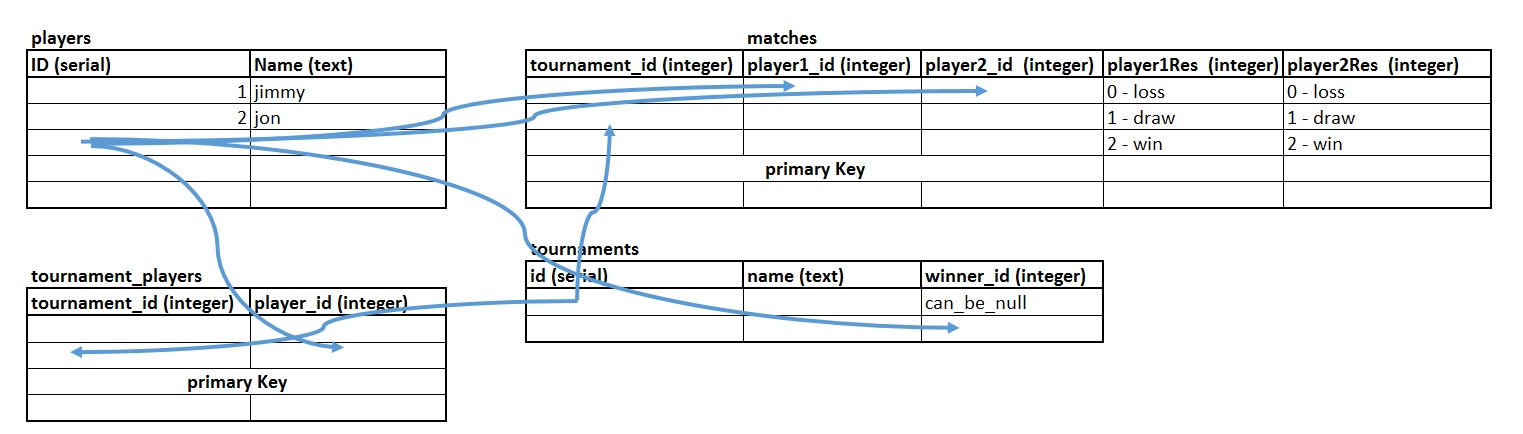 players
ID (serial) Name (text)
1 jimmy
2 jon
matches
tournament_id (integer) player1_id (integer) player2_id (integer) player1Res (integer) player2Res (integer)
0 - loss 0 - loss
1 - draw 1 - draw
2 - win 2 - win
primary Key
tournament_players
tournament_id (integer) player_id (integer)
primary Key
tournaments
id (serial) name (text) winner_id (integer)
can_be_null